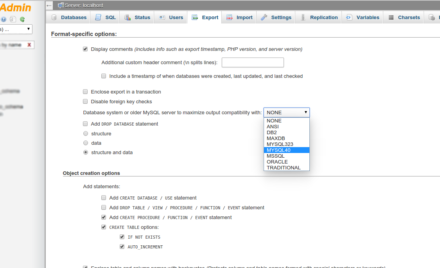 Admin
Server: localhost
Databases SQL Status Users Export Import Settings Replication Variables Charsets
Format-specific options:
by name
Display comments (includes info such as export timestamp, PHP version, and server version)
Additional custom header comment (\n splits lines):
Include a timestamp of when databases were created, last updated, and last checked
Enclose export in a transaction
Disable foreign key checks
Database system or older MySQL server to maximize output compatibility with: NONE
NONE
ANSI
DB2
MAXDB
MYSQL323
MYSQL40
MSSQL
ORACLE
TRADITIONAL
Add DROP DATABASE statement
structure
data
structure and data
Object creation options
Add statements:
Add CREATE DATABASE / USE statement
Add DROP TABLE / VIEW / PROCEDURE / FUNCTION / EVENT statement
Add CREATE PROCEDURE / FUNCTION / EVENT statement
CREATE TABLE options:
IF NOT EXISTS
AUTO_INCREMENT